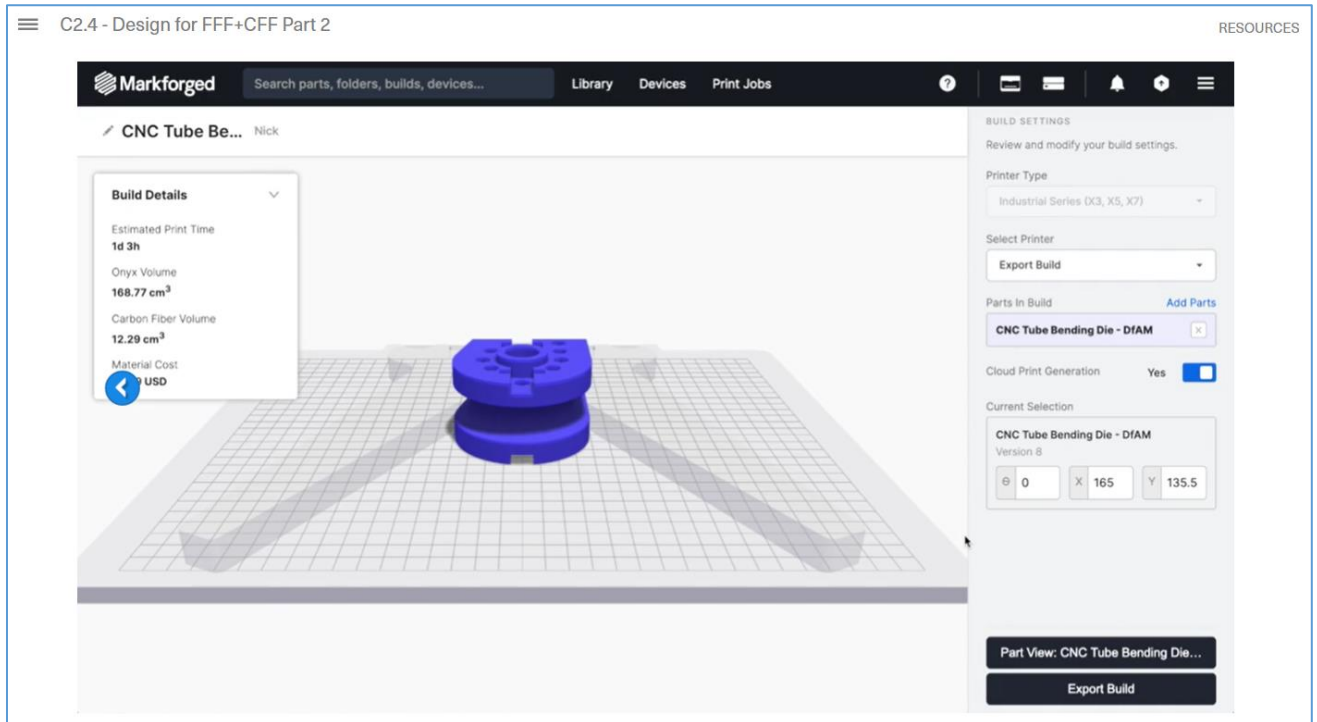 C2.4 - Design for FFF+CFF Part 2
RESOURCES
Markforged
Search parts, folders, builds, devices...
Library
Devices
Print Jobs
CNC Tube Be... Nick
Build Details
Estimated Print Time
1d 3h
Onyx Volume
168.77 cm³
Carbon Fiber Volume
12.29 cm³
Material Cost
USD
BUILD SETTINGS
Review and modify your build settings.
Printer Type
Industrial Series (X3, X5, X7)
Select Printer
Export Build
Parts In Build
Add Parts
CNC Tube Bending Die - DfAM
Cloud Print Generation
Yes
Current Selection
CNC Tube Bending Die - DfAM
Version 8
Θ 0
X 165
Y 135.5
Part View: CNC Tube Bending Die...
Export Build